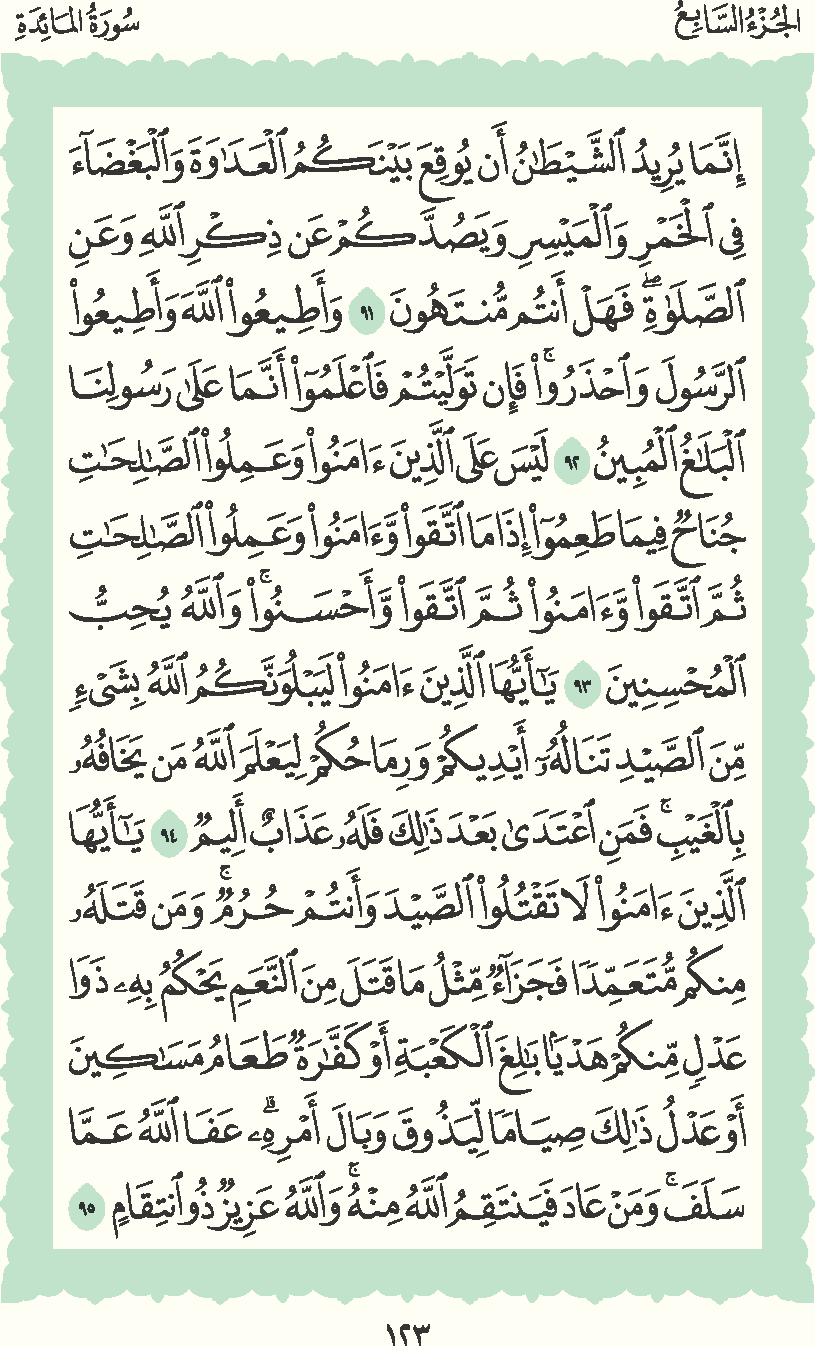 الجُزْءُ السَّابِعُ
سُورَةُ المَائِدَةِ
إِنَّمَا يُرِيدُ ٱلشَّيْطَٰنُ أَن يُوقِعَ بَيْنَكُمُ ٱلْعَدَٰوَةَ وَٱلْبَغْضَآءَ
فِى ٱلْخَمْرِ وَٱلْمَيْسِرِ وَيَصُدَّكُمْ عَن ذِكْرِ ٱللَّهِ وَعَنِ
ٱلصَّلَوٰةِ ۖ فَهَلْ أَنتُم مُّنتَهُونَ ٩١ وَأَطِيعُوا۟ ٱللَّهَ وَأَطِيعُوا۟
ٱلرَّسُولَ وَٱحْذَرُوا۟ ۚ فَإِن تَوَلَّيْتُمْ فَٱعْلَمُوٓا۟ أَنَّمَا عَلَىٰ رَسُولِنَا
ٱلْبَلَٰغُ ٱلْمُبِينُ ٩٢ لَيْسَ عَلَى ٱلَّذِينَ ءَامَنُوا۟ وَعَمِلُوا۟ ٱلصَّٰلِحَٰتِ
جُنَاحٌ فِيمَا طَعِمُوٓا۟ إِذَا مَا ٱتَّقَوا۟ وَّءَامَنُوا۟ وَعَمِلُوا۟ ٱلصَّٰلِحَٰتِ
ثُمَّ ٱتَّقَوا۟ وَّءَامَنُوا۟ ثُمَّ ٱتَّقَوا۟ وَّأَحْسَنُوا۟ ۚ وَٱللَّهُ يُحِبُّ
ٱلْمُحْسِنِينَ ٩٣ يَٰٓأَيُّهَا ٱلَّذِينَ ءَامَنُوا۟ لَيَبْلُوَنَّكُمُ ٱللَّهُ بِشَىْءٍ
مِّنَ ٱلصَّيْدِ تَنَالُهُۥٓ أَيْدِيكُمْ وَرِمَاحُكُمْ لِيَعْلَمَ ٱللَّهُ مَن يَخَافُهُۥ
بِٱلْغَيْبِ ۚ فَمَنِ ٱعْتَدَىٰ بَعْدَ ذَٰلِكَ فَلَهُۥ عَذَابٌ أَلِيمٌ ٩٤ يَٰٓأَيُّهَا
ٱلَّذِينَ ءَامَنُوا۟ لَا تَقْتُلُوا۟ ٱلصَّيْدَ وَأَنتُمْ حُرُمٌ ۚ وَمَن قَتَلَهُۥ
مِنكُم مُّتَعَمِّدًا فَجَزَآءٌ مِّثْلُ مَا قَتَلَ مِنَ ٱلنَّعَمِ يَحْكُمُ بِهِۦ ذَوَا
عَدْلٍ مِّنكُمْ هَدْيًۢا بَٰلِغَ ٱلْكَعْبَةِ أَوْ كَفَّٰرَةٌ طَعَامُ مَسَٰكِينَ
أَوْ عَدْلُ ذَٰلِكَ صِيَامًا لِّيَذُوقَ وَبَالَ أَمْرِهِۦ ۗ عَفَا ٱللَّهُ عَمَّا
سَلَفَ ۚ وَمَنْ عَادَ فَيَنتَقِمُ ٱللَّهُ مِنْهُ ۚ وَٱللَّهُ عَزِيزٌ ذُو ٱنتِقَامٍ ٩٥
١٢٣